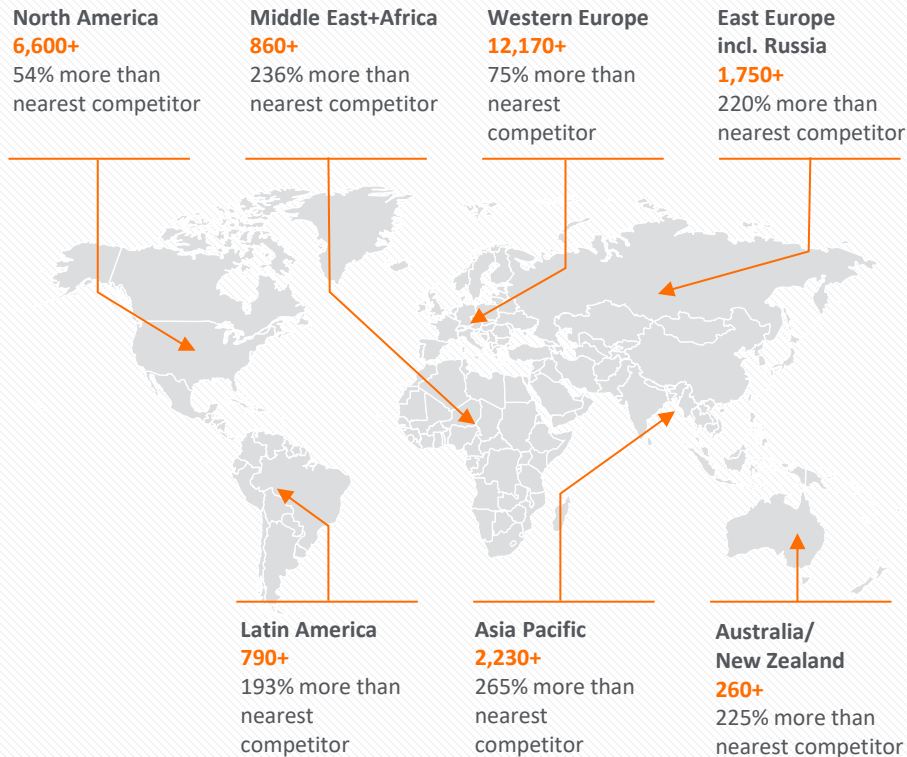 North America
6,600+
54% more than
nearest competitor
Middle East+Africa
860+
236% more than
nearest competitor
Western Europe
12,170+
75% more than
nearest
competitor
East Europe
incl. Russia
1,750+
220% more than
nearest competitor
Latin America
790+
193% more than
nearest
competitor
Asia Pacific
2,230+
265% more than
nearest
competitor
Australia/
New Zealand
260+
225% more than
nearest competitor